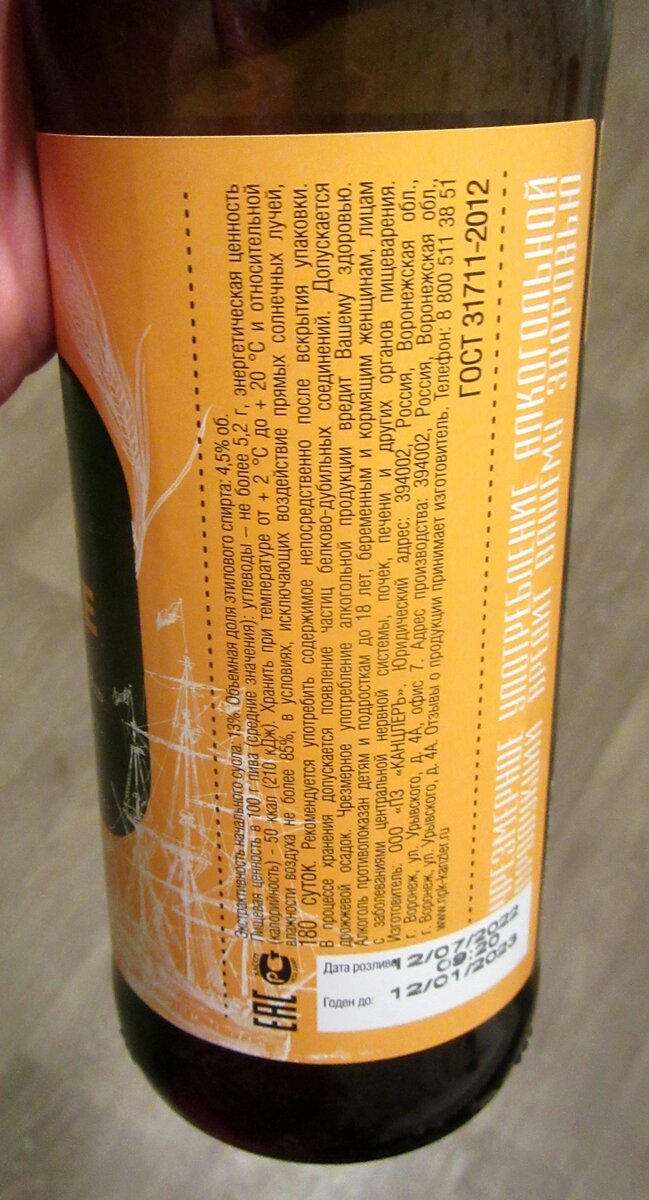 Экстрактивность начального сусла: 13%. Объемная доля этилового спирта: 4,5% об.
Пищевая ценность в 100 г пива (средние значения): углеводы – не более 5,2 г, энергетическая ценность
(калорийность) - 50 ккал (210 кДж). Хранить при температуре от + 2 °С до + 20 °С и относительной
влажности воздуха не более 85%, в условиях, исключающих воздействие прямых солнечных лучей,
180 суток Рекомендуется употребить содержимое непосредственно после вскрытия упаковки.
В процессе хранения допускается появление частиц белково-дубильных соединений. Допускается
дрожжевой осадок. Чрезмерное употребление алкогольной продукции вредит Вашему здоровью.
Алкоголь противопоказан детям и подросткам до 18 лет, беременным и кормящим женщинам, лицам
с заболеваниями центральной нервной системы, почек, печени и других органов пищеварения.
Изготовитель: ООО «ПЗ «КАНЦЛЕРЪ». Юридический адрес: 394002, Россия, Воронежская обл.,
г. Воронеж, ул. Урывского, д. 4А, офис 7. Адрес производства: 394002, Россия, Воронежская обл.,
г. Воронеж, ул. Урывского, д. 4А. Отзывы о продукции принимает изготовитель. Телефон: 8 800 511 38 51
www.npk-kanzler.ru
ГОСТ 31711-2012
ЧРЕЗМЕРНОЕ УПОТРЕБЛЕНИЕ АЛКОГОЛЬНОЙ
ПРОДУКЦИИ ВРЕДИТ ВАШЕМУ ЗДОРОВЬЮ
ЕАС
РСТ
Дата розлива 12/07/2022
09:20
Годен до: 12/01/2023